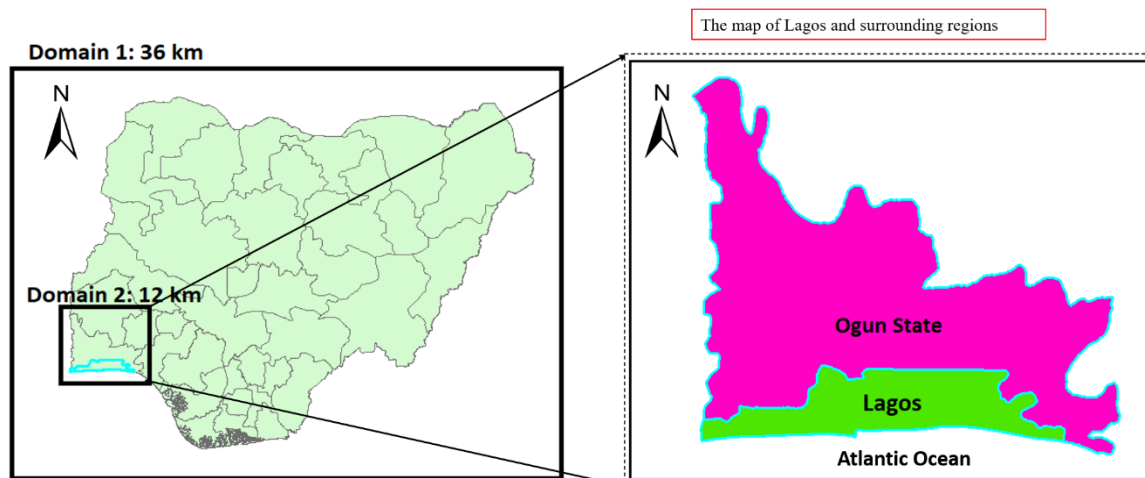 The map of Lagos and surrounding regions
Domain 1: 36 km
N
Domain 2: 12 km
N
Ogun State
Lagos
Atlantic Ocean